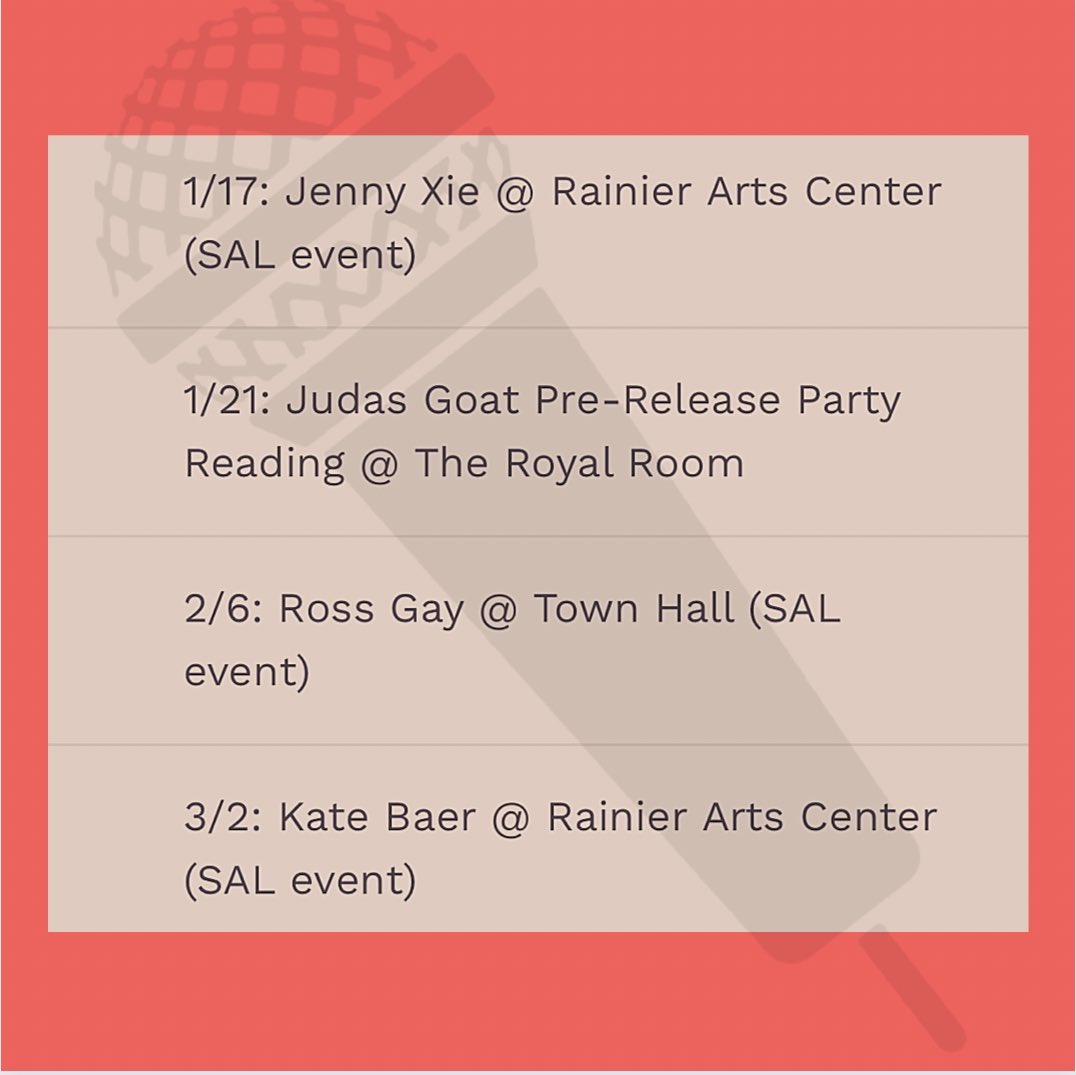 1/17: Jenny Xie @ Rainier Arts Center
(SAL event)
1/21: Judas Goat Pre-Release Party
Reading @ The Royal Room
2/6: Ross Gay @ Town Hall (SAL
event)
3/2: Kate Baer @ Rainier Arts Center
(SAL event)